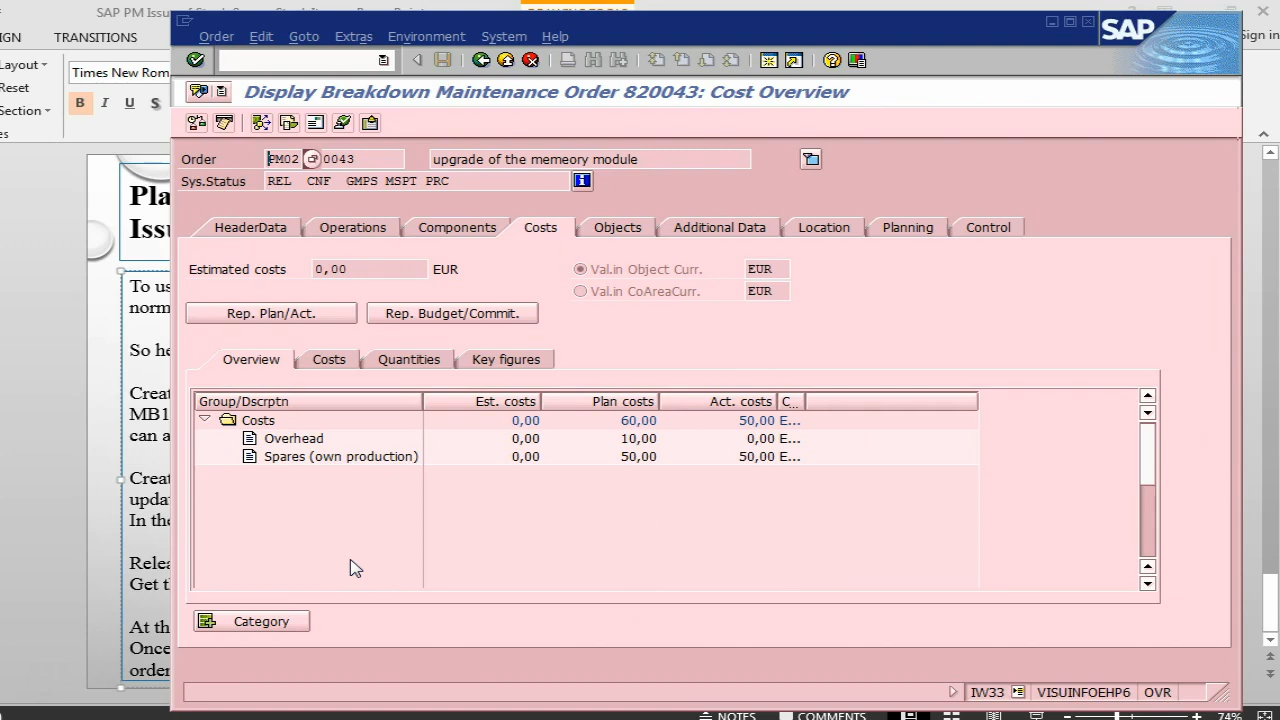 SAP PM Issu
IGN TRANSITIONS
Sign in
Layout
Reset
Section
Times New Rom
B I U S
Order Edit Goto Extras Environment System Help
SAP
Display Breakdown Maintenance Order 820043: Cost Overview
Order PM02 0043 upgrade of the memeory module
Sys.Status REL CNF GMPS MSPT PRC
HeaderData Operations Components Costs Objects Additional Data Location Planning Control
Estimated costs 0,00 EUR Val.in Object Curr. EUR
Val.in CoAreaCurr. EUR
Rep. Plan/Act. Rep. Budget/Commit.
Overview Costs Quantities Key figures
Group/Dscrptn Est. costs Plan costs Act. costs C...
Costs 0,00 60,00 50,00 E...
Overhead 0,00 10,00 0,00 E...
Spares (own production) 0,00 50,00 50,00 E...
Category
IW33 VISUINFOEHP6 OVR
Pla
Iss
To us
norm
So he
Creat
MB1
can a
Creat
updat
In the
Relea
Get th
At th
Once
order
NOTES COMMENTS 74%